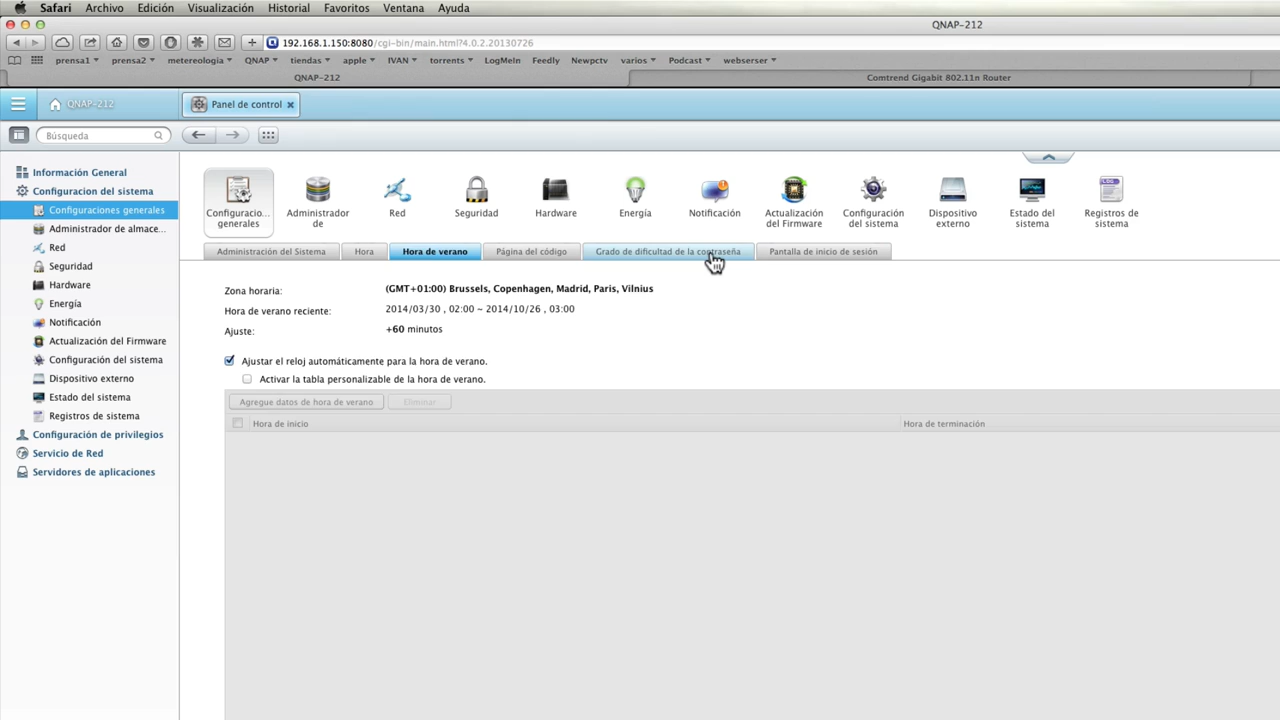 Safari Archivo Edición Visualización Historial Favoritos Ventana Ayuda
QNAP-212
192.168.1.150:8080/cgi-bin/main.html?4.0.2.20130726
prensa1 prensa2 metereologia QNAP tiendas apple IVAN torrents LogMeIn Feedly Newpctv varios Podcast webserser
QNAP-212 Comtrend Gigabit 802.11n Router
QNAP-212 Panel de control
Búsqueda
Información General
Configuracion del sistema
Configuraciones generales
Administrador de almace...
Red
Seguridad
Hardware
Energía
Notificación
Actualización del Firmware
Configuración del sistema
Dispositivo externo
Estado del sistema
Registros de sistema
Configuración de privilegios
Servicio de Red
Servidores de aplicaciones
Configuracio... generales
Administrador de
Red
Seguridad
Hardware
Energía
Notificación
Actualización del Firmware
Configuración del sistema
Dispositivo externo
Estado del sistema
Registros de sistema
Administración del Sistema Hora Hora de verano Página del código Grado de dificultad de la contraseña Pantalla de inicio de sesión
Zona horaria: (GMT+01:00) Brussels, Copenhagen, Madrid, Paris, Vilnius
Hora de verano reciente: 2014/03/30 , 02:00 ~ 2014/10/26 , 03:00
Ajuste: +60 minutos
Ajustar el reloj automáticamente para la hora de verano.
Activar la tabla personalizable de la hora de verano.
Agregue datos de hora de verano Eliminar
Hora de inicio Hora de terminación